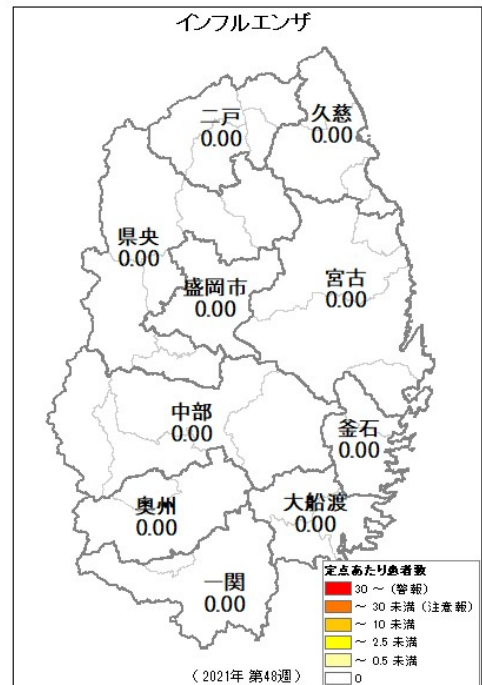 インフルエンザ
二戸
0.00
久慈
0.00
県央
0.00
盛岡市
0.00
宮古
0.00
中部
0.00
釜石
0.00
奥州
0.00
大船渡
0.00
一関
0.00
定点あたり患者数
30 ～ (警報)
～ 30 未満 (注意報)
～ 10 未満
～ 2.5 未満
～ 0.5 未満
0
( 2021年 第48週 )